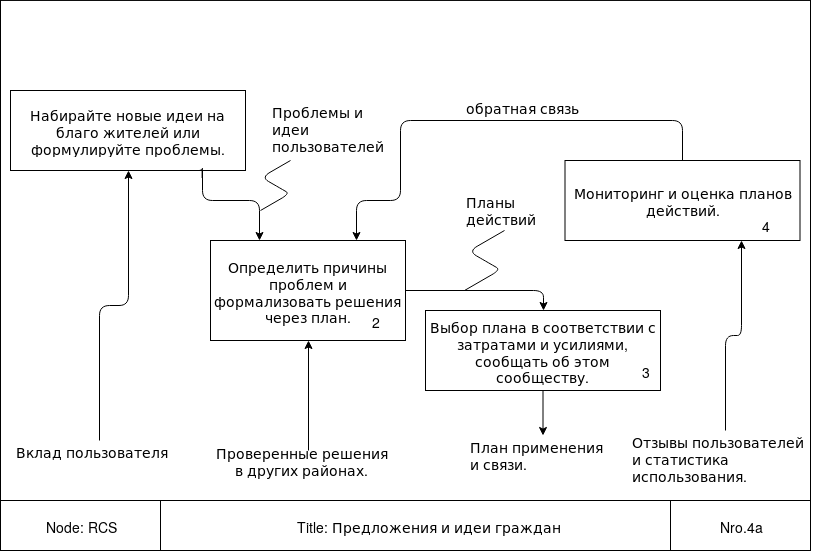 обратная связь
Набирайте новые идеи на
благо жителей или
формулируйте проблемы.
1
Проблемы и
идеи
пользователей
Мониторинг и оценка планов
действий.
4
Планы
действий
Определить причины
проблем и
формализовать решения
через план.
2
Выбор плана в соответствии с
затратами и усилиями,
сообщать об этом
сообществу.
3
Вклад пользователя
Проверенные решения
в других районах.
План применения
и связи.
Отзывы пользователей
и статистика
использования.
Node: RCS
Title: Предложения и идеи граждан
Nro.4a